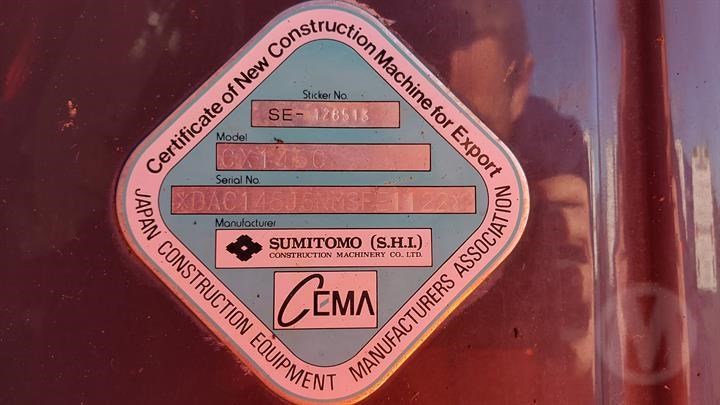 Certificate of New Construction Machine for Export
Sticker No.
SE-
Model
CX145C
Serial No.
Manufacturer
SUMITOMO (S.H.I.)
CONSTRUCTION MACHINERY CO. LTD.
CEMA
JAPAN CONSTRUCTION EQUIPMENT MANUFACTURERS ASSOCIATION